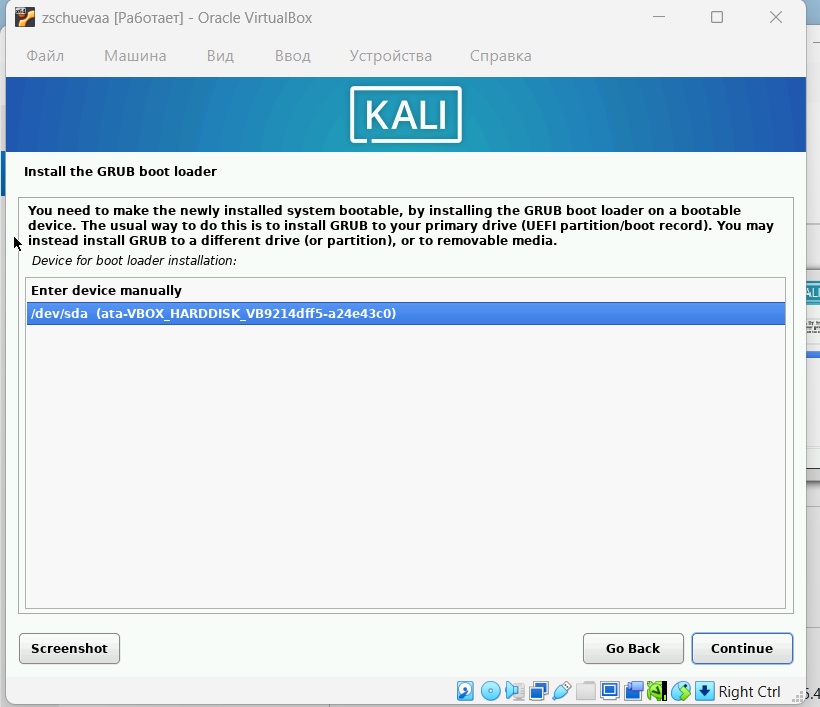 zschuevaa [Работает] - Oracle VirtualBox
Файл Машина Вид Ввод Устройства Справка
KALI
Install the GRUB boot loader
You need to make the newly installed system bootable, by installing the GRUB boot loader on a bootable
device. The usual way to do this is to install GRUB to your primary drive (UEFI partition/boot record). You may
instead install GRUB to a different drive (or partition), or to removable media.
Device for boot loader installation:
Enter device manually
/dev/sda (ata-VBOX_HARDDISK_VB9214dff5-a24e43c0)
Screenshot Go Back Continue
Right Ctrl